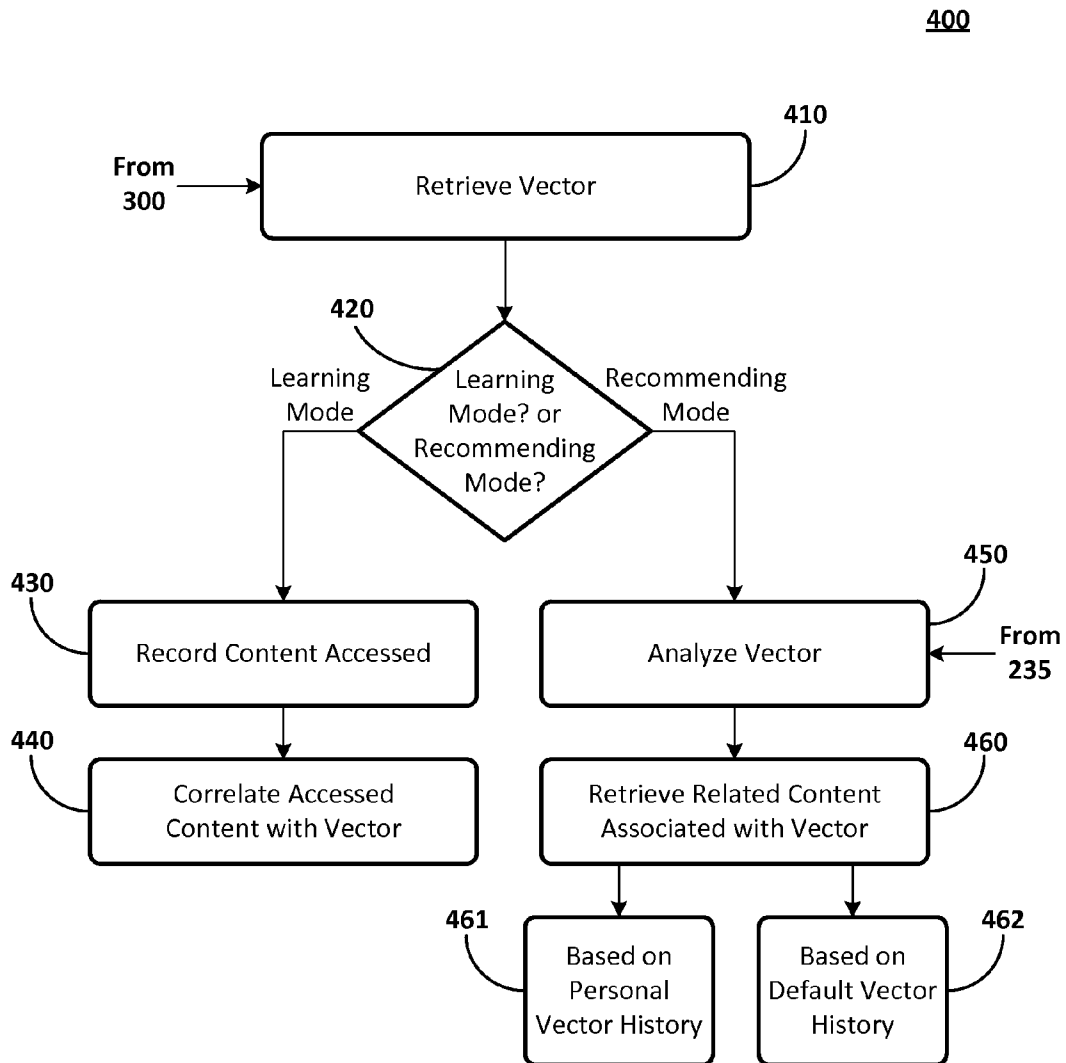 400
410
From
300
Retrieve Vector
420
Learning
Mode
Learning
Mode? or
Recommending
Mode?
Recommending
Mode
430
Record Content Accessed
450
Analyze Vector
From
235
440
Correlate Accessed
Content with Vector
460
Retrieve Related Content
Associated with Vector
461
Based on
Personal
Vector History
462
Based on
Default Vector
History